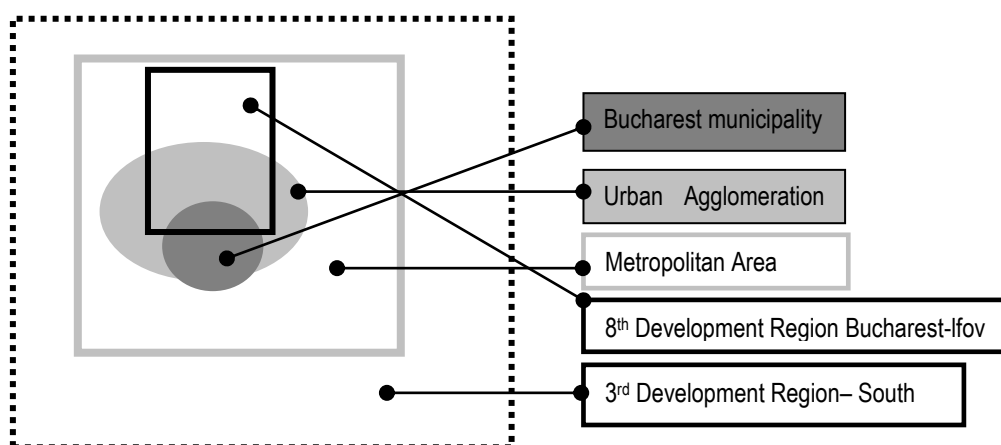 Bucharest municipality
Urban Agglomeration
Metropolitan Area
8th Development Region Bucharest-Ifov
3rd Development Region– South